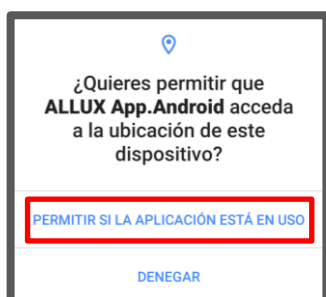 ¿Quieres permitir que
ALLUX App.Android acceda
a la ubicación de este
dispositivo?
PERMITIR SI LA APLICACIÓN ESTÁ EN USO
DENEGAR